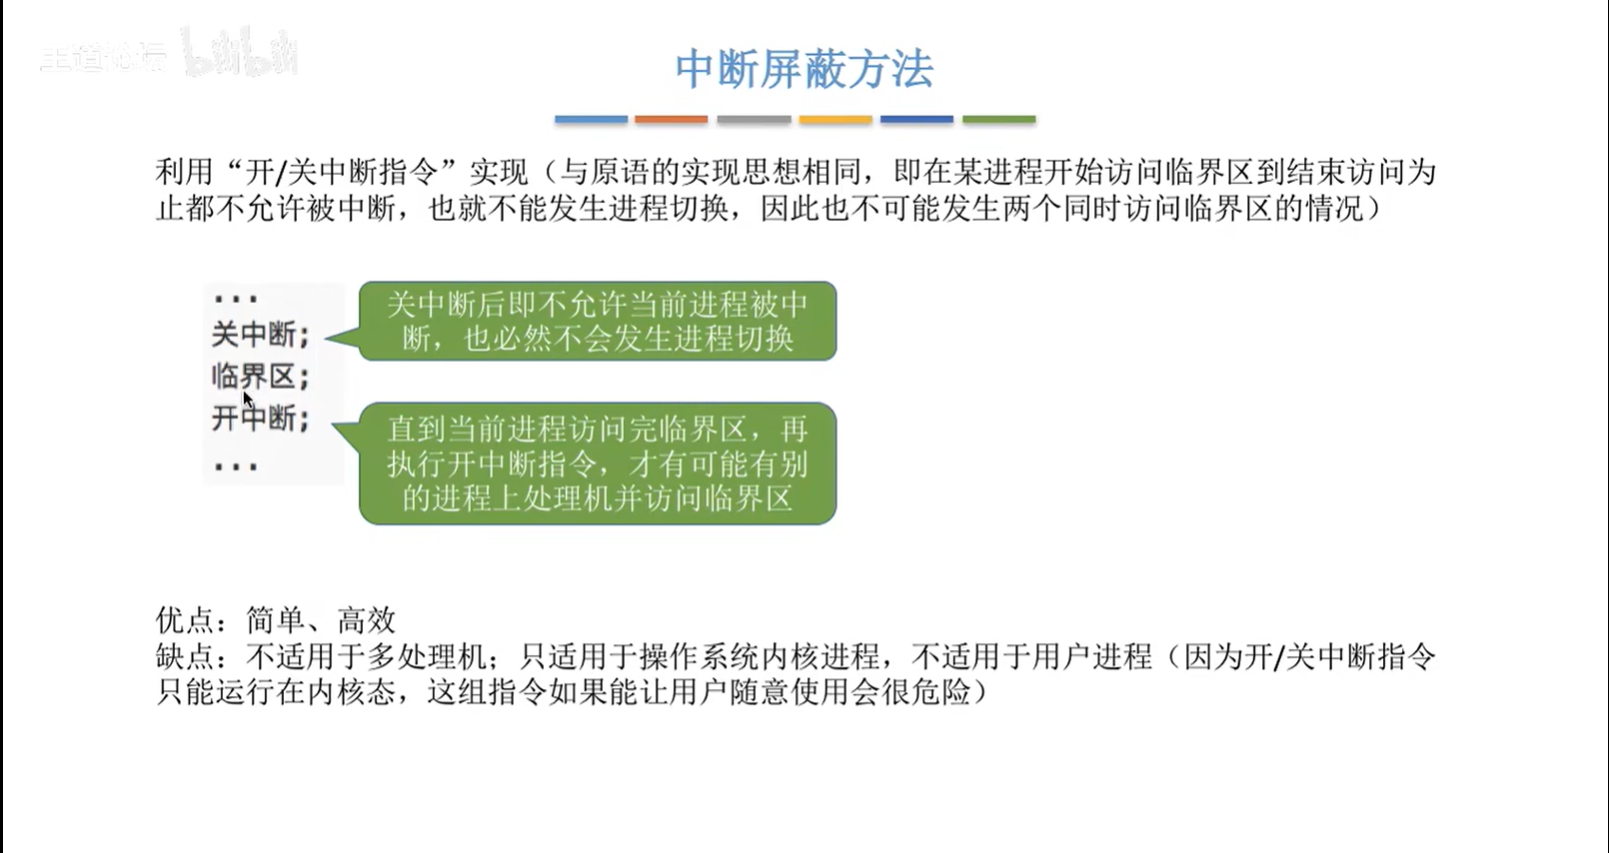 王道论坛 bilibili
中断屏蔽方法
利用“开/关中断指令”实现（与原语的实现思想相同，即在某进程开始访问临界区到结束访问为
止都不允许被中断，也就不能发生进程切换，因此也不可能发生两个同时访问临界区的情况）
...
关中断;
临界区;
开中断;
...
关中断后即不允许当前进程被中
断，也必然不会发生进程切换
直到当前进程访问完临界区，再
执行开中断指令，才有可能有别
的进程上处理机并访问临界区
优点：简单、高效
缺点：不适用于多处理机；只适用于操作系统内核进程，不适用于用户进程（因为开/关中断指令
只能运行在内核态，这组指令如果能让用户随意使用会很危险）